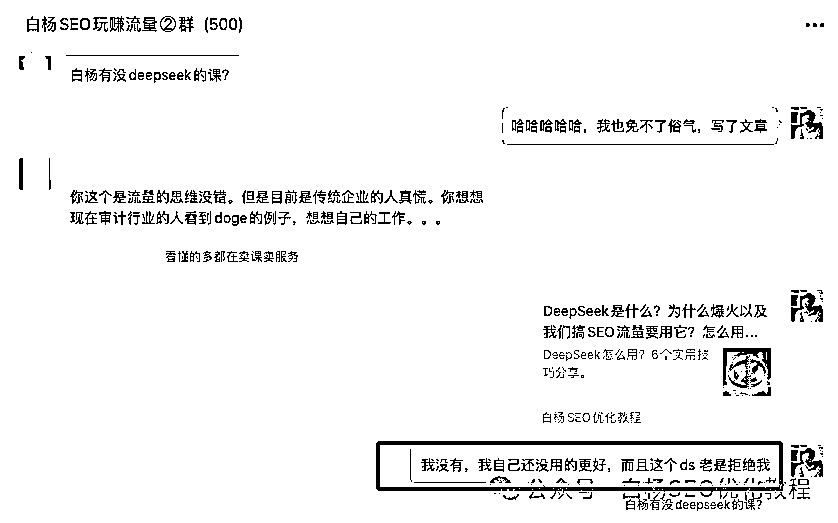 白杨SEO玩赚流量②群 (500)
白杨有没deepseek的课？
哈哈哈哈哈，我也免不了俗气，写了文章
你这个是流量的思维没错。但是目前是传统企业的人真慌。你想想
现在审计行业的人看到doge的例子，想想自己的工作。。。
看懂的多都在卖课卖服务
DeepSeek是什么？为什么爆火以及
我们搞SEO流量要用它？怎么用...
DeepSeek怎么用？6个实用技
巧分享。
白杨SEO优化教程
我没有，我自己还没用的更好，而且这个ds 老是拒绝我
公众号 白杨SEO优化教程
白杨有没deepseek的课？